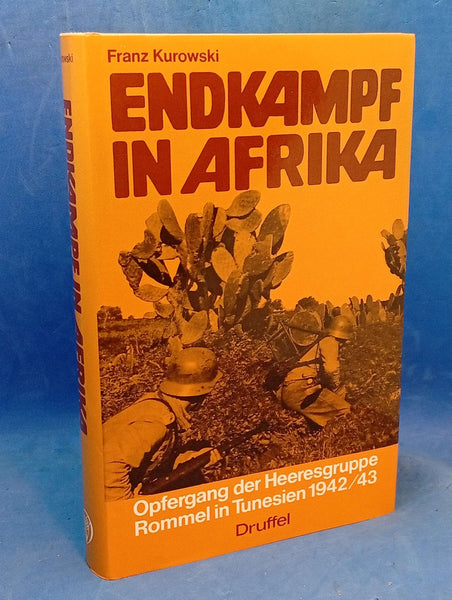 Franz Kurowski
ENDKAMPF
IN AFRIKA
Opfergang der Heeresgruppe
Rommel in Tunesien 1942/43
Druffel
ENDKAMPF IN AFRIKA